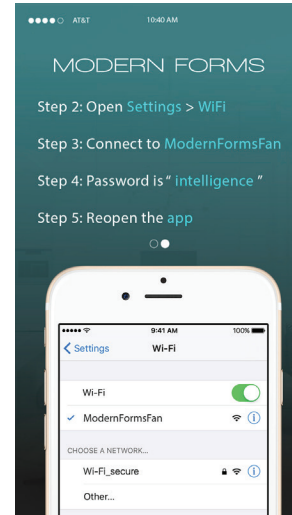 AT&T 10:40 AM
MODERN FORMS
Step 2: Open Settings > WiFi
Step 3: Connect to ModernFormsFan
Step 4: Password is “ intelligence ”
Step 5: Reopen the app
9:41 AM 100%
Settings Wi-Fi
Wi-Fi
ModernFormsFan
CHOOSE A NETWORK...
Wi-Fi_secure
Other...